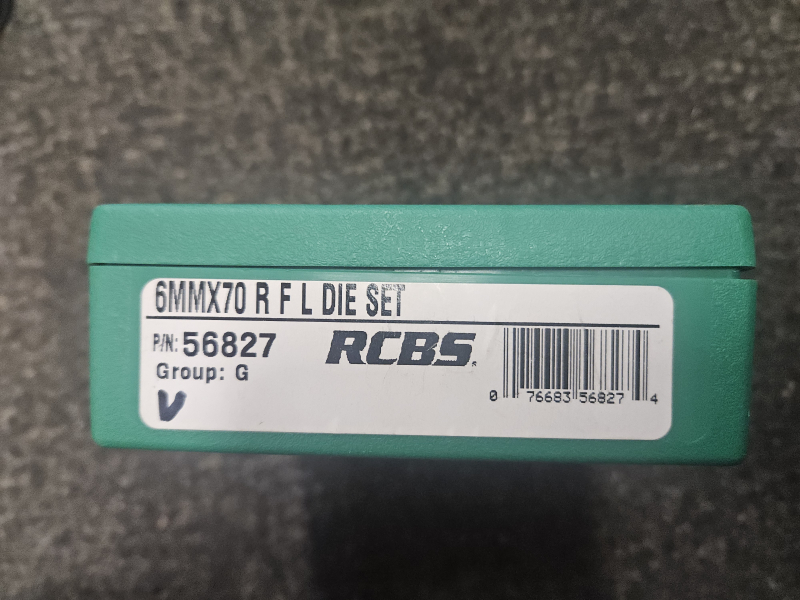 6MMX70 R F L DIE SET
P/N: 56827
RCBS.
Group: G
V
0 76683 56827 4